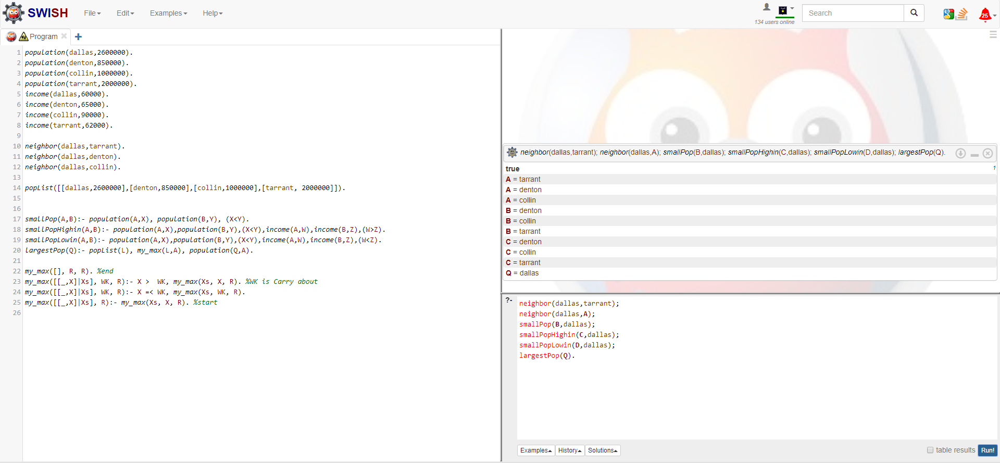 SWISH File Edit Examples Help 134 users online Search 25
Program
1 population(dallas,2600000).
2 population(denton,850000).
3 population(collin,1000000).
4 population(tarrant,2000000).
5 income(dallas,60000).
6 income(denton,65000).
7 income(collin,90000).
8 income(tarrant,62000).
9
10 neighbor(dallas,tarrant).
11 neighbor(dallas,denton).
12 neighbor(dallas,collin).
13
14 popList([[dallas,2600000],[denton,850000],[collin,1000000],[tarrant, 2000000]]).
15
16
17 smallPop(A,B):- population(A,X), population(B,Y), (X<Y).
18 smallPopHighin(A,B):- population(A,X),population(B,Y),(X<Y),income(A,W),income(B,Z),(W>Z).
19 smallPopLowin(A,B):- population(A,X),population(B,Y),(X<Y),income(A,W),income(B,Z),(W<Z).
20 largestPop(Q):- popList(L), my_max(L,A), population(Q,A).
21
22 my_max([], R, R). %end
23 my_max([[_,X]|Xs], WK, R):- X >  WK, my_max(Xs, X, R). %WK is Carry about
24 my_max([[_,X]|Xs], WK, R):- X =< WK, my_max(Xs, WK, R).
25 my_max([[_,X]|Xs], R):- my_max(Xs, X, R). %start
26
neighbor(dallas,tarrant); neighbor(dallas,A); smallPop(B,dallas); smallPopHighin(C,dallas); smallPopLowin(D,dallas); largestPop(Q).
true 1
A = tarrant
A = denton
A = collin
B = denton
B = collin
B = tarrant
C = denton
C = collin
C = tarrant
Q = dallas
?- neighbor(dallas,tarrant);
neighbor(dallas,A);
smallPop(B,dallas);
smallPopHighin(C,dallas);
smallPopLowin(D,dallas);
largestPop(Q).
Examples History Solutions table results Run!